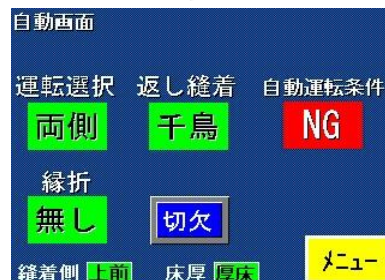 自動画面
運転選択 返し縫着 自動運転条件
両側 千鳥 NG
縁折
無し 切欠
縫着側 上前 床厚 厚床 メニュー